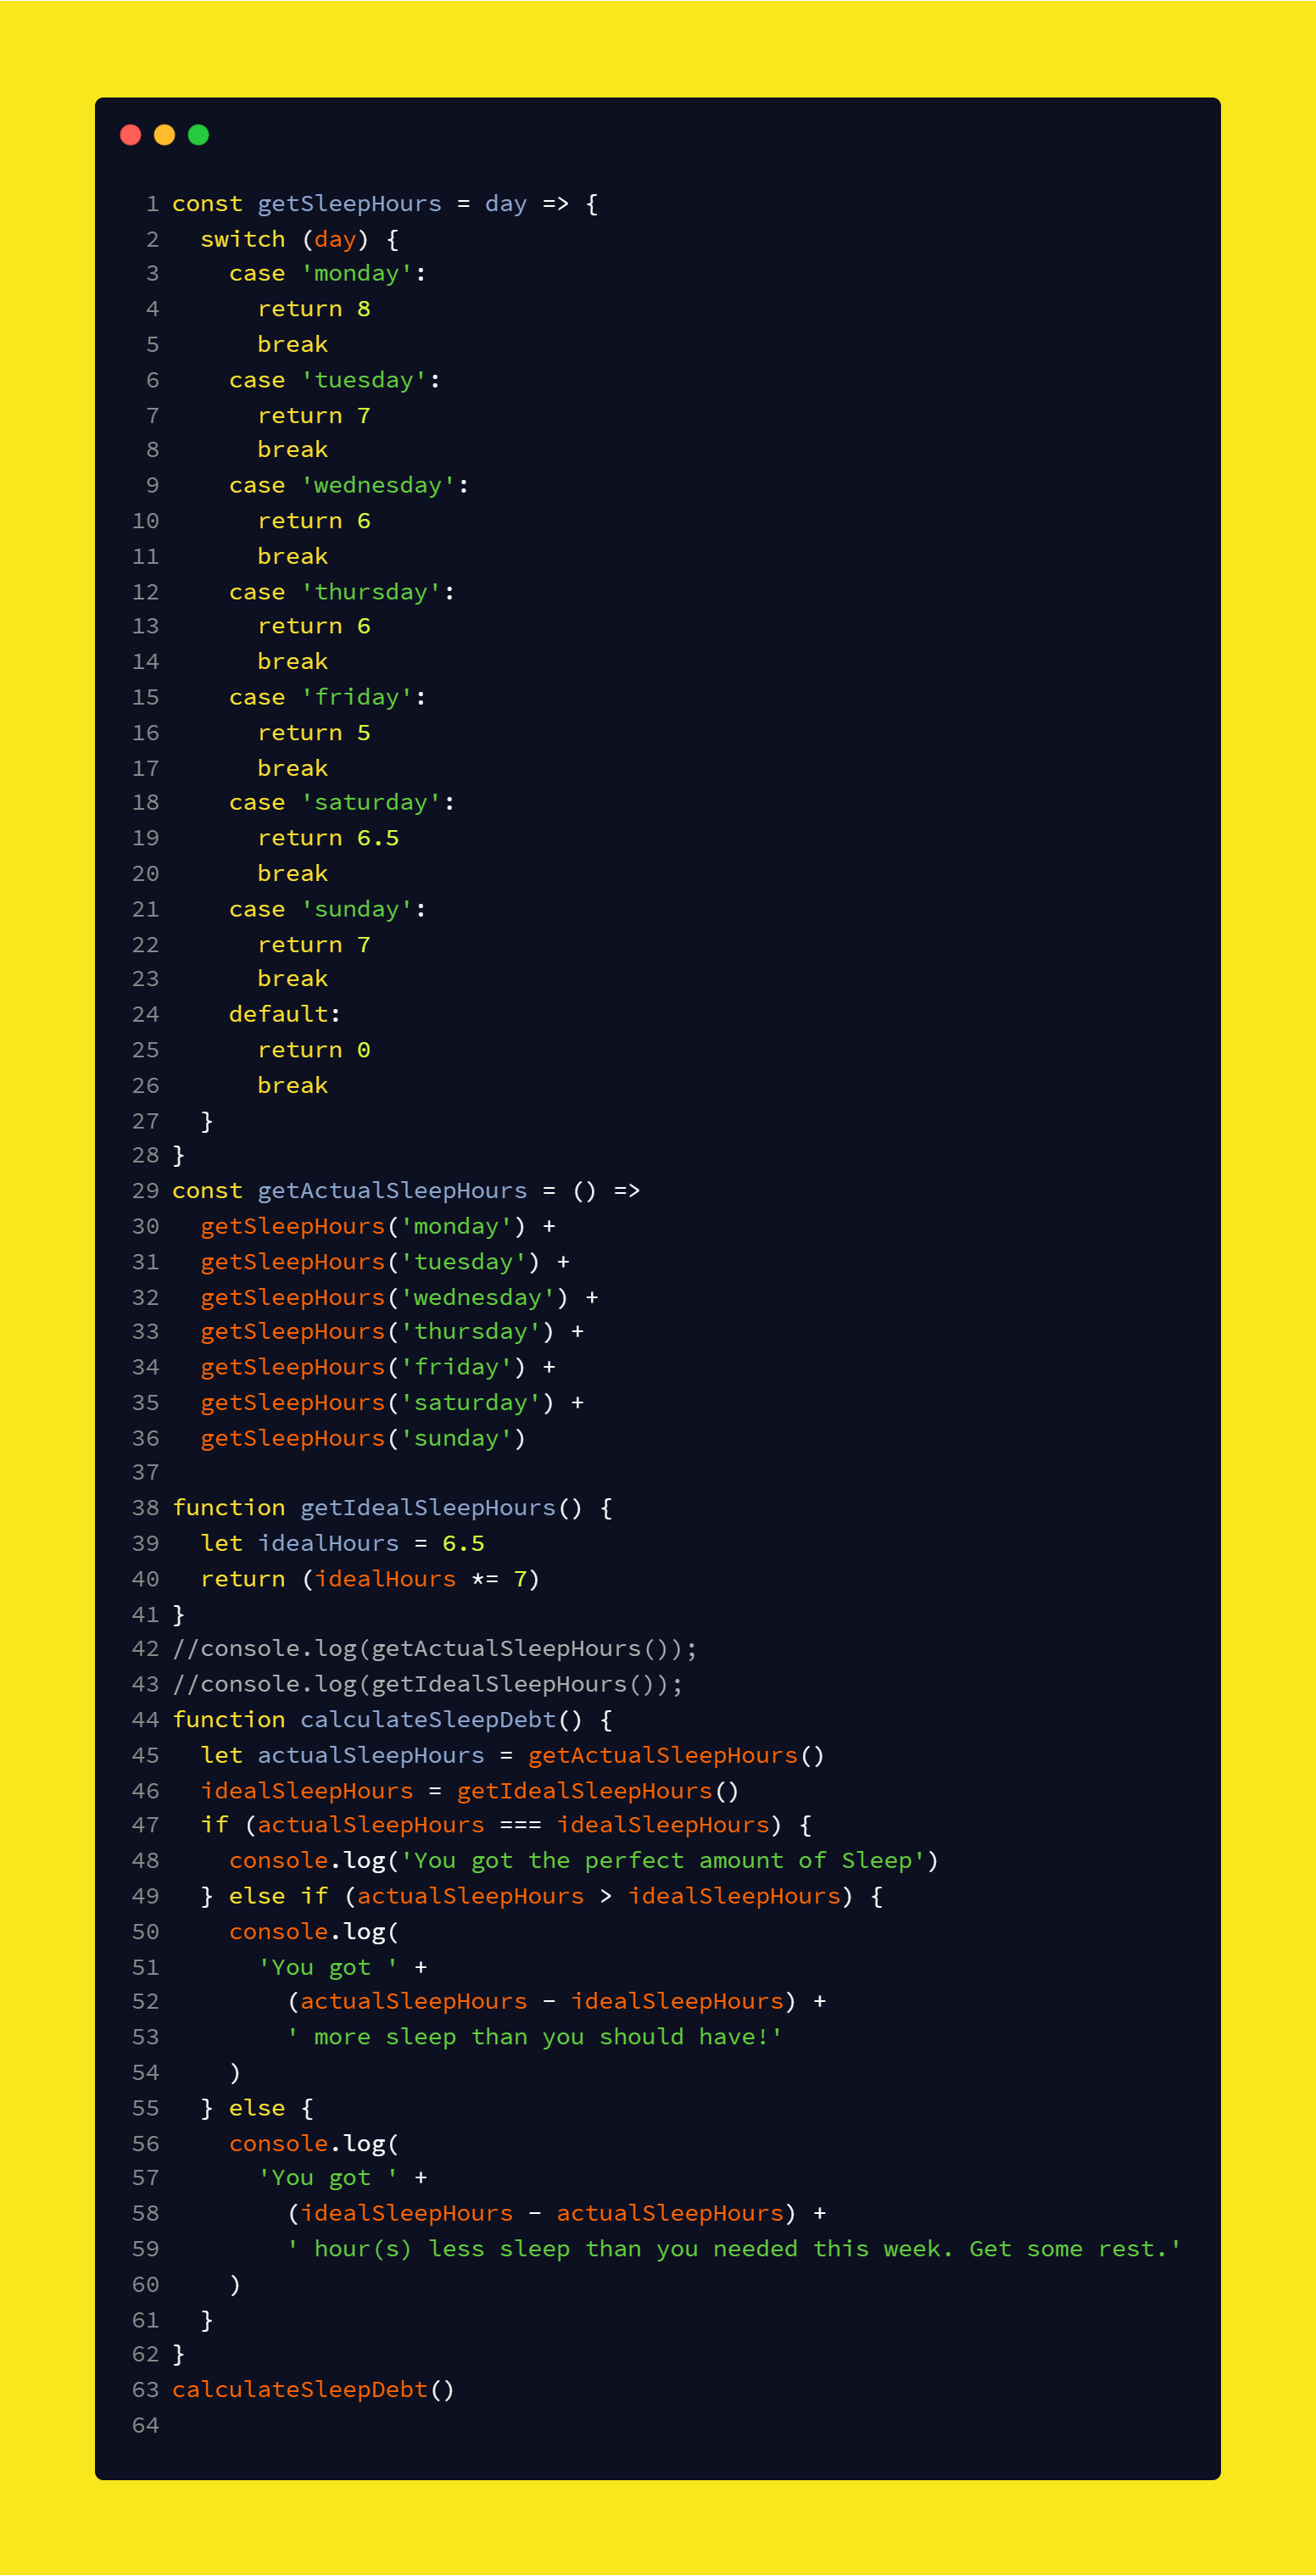 1 const getSleepHours = day => {
2   switch (day) {
3     case 'monday':
4       return 8
5       break
6     case 'tuesday':
7       return 7
8       break
9     case 'wednesday':
10       return 6
11       break
12     case 'thursday':
13       return 6
14       break
15     case 'friday':
16       return 5
17       break
18     case 'saturday':
19       return 6.5
20       break
21     case 'sunday':
22       return 7
23       break
24     default:
25       return 0
26       break
27   }
28 }
29 const getActualSleepHours = () =>
30   getSleepHours('monday') +
31   getSleepHours('tuesday') +
32   getSleepHours('wednesday') +
33   getSleepHours('thursday') +
34   getSleepHours('friday') +
35   getSleepHours('saturday') +
36   getSleepHours('sunday')
37
38 function getIdealSleepHours() {
39   let idealHours = 6.5
40   return (idealHours *= 7)
41 }
42 //console.log(getActualSleepHours());
43 //console.log(getIdealSleepHours());
44 function calculateSleepDebt() {
45   let actualSleepHours = getActualSleepHours()
46   idealSleepHours = getIdealSleepHours()
47   if (actualSleepHours === idealSleepHours) {
48     console.log('You got the perfect amount of Sleep')
49   } else if (actualSleepHours > idealSleepHours) {
50     console.log(
51       'You got ' +
52         (actualSleepHours - idealSleepHours) +
53         ' more sleep than you should have!'
54     )
55   } else {
56     console.log(
57       'You got ' +
58         (idealSleepHours - actualSleepHours) +
59         ' hour(s) less sleep than you needed this week. Get some rest.'
60     )
61   }
62 }
63 calculateSleepDebt()
64